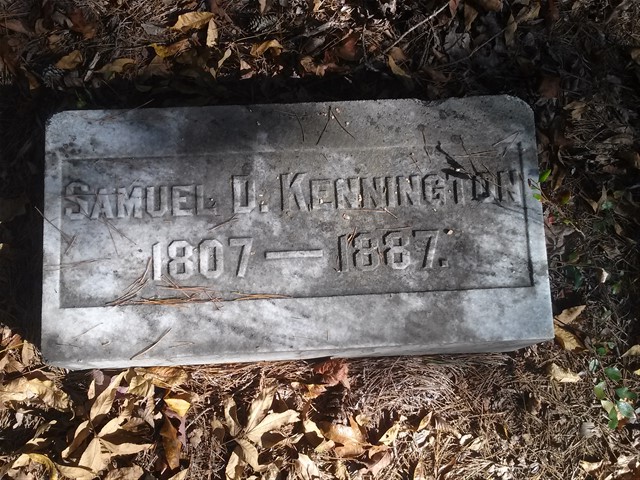 SAMUEL D. KENNINGTON
1807 — 1887.